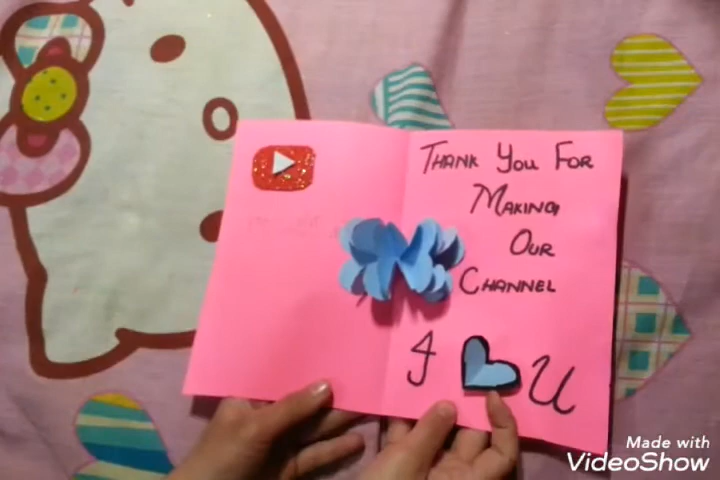 THANK YOU FOR
MAKING
OUR
CHANNEL
I U
Made with
VideoShow